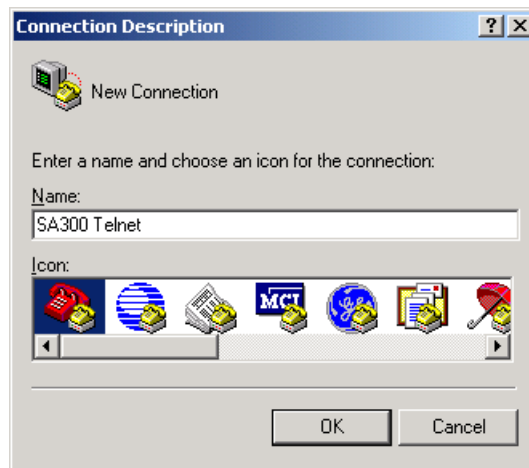 Connection Description
New Connection
Enter a name and choose an icon for the connection:
Name:
SA300 Telnet
Icon:
MCI
OK Cancel